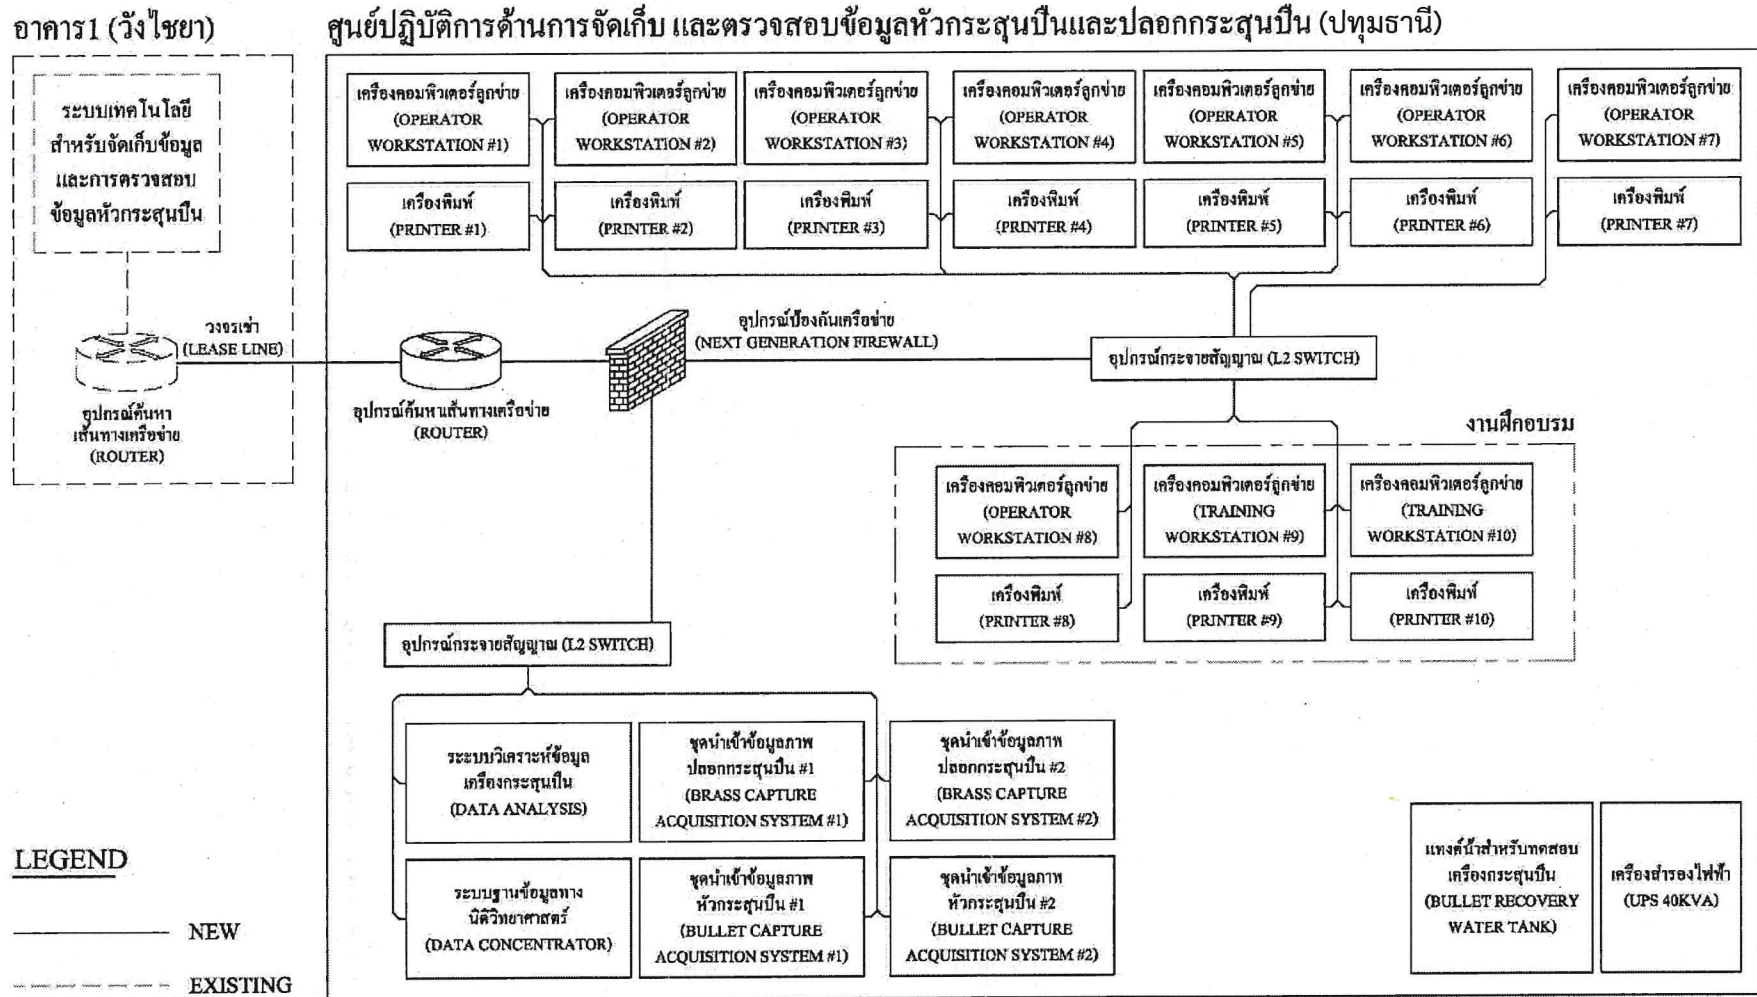 อาคาร1 (วังไชยา)
ศูนย์ปฏิบัติการด้านการจัดเก็บ และตรวจสอบข้อมูลหัวกระสุนปืนและปลอกกระสุนปืน (ปทุมธานี)
ระบบเทคโนโลยี
สำหรับจัดเก็บข้อมูล
และการตรวจสอบ
ข้อมูลหัวกระสุนปืน
เครื่องคอมพิวเตอร์ลูกข่าย
(OPERATOR
WORKSTATION #1)
เครื่องคอมพิวเตอร์ลูกข่าย
(OPERATOR
WORKSTATION #2)
เครื่องคอมพิวเตอร์ลูกข่าย
(OPERATOR
WORKSTATION #3)
เครื่องคอมพิวเตอร์ลูกข่าย
(OPERATOR
WORKSTATION #4)
เครื่องคอมพิวเตอร์ลูกข่าย
(OPERATOR
WORKSTATION #5)
เครื่องคอมพิวเตอร์ลูกข่าย
(OPERATOR
WORKSTATION #6)
เครื่องคอมพิวเตอร์ลูกข่าย
(OPERATOR
WORKSTATION #7)
เครื่องพิมพ์
(PRINTER #1)
เครื่องพิมพ์
(PRINTER #2)
เครื่องพิมพ์
(PRINTER #3)
เครื่องพิมพ์
(PRINTER #4)
เครื่องพิมพ์
(PRINTER #5)
เครื่องพิมพ์
(PRINTER #6)
เครื่องพิมพ์
(PRINTER #7)
วงจรเช่า
(LEASE LINE)
อุปกรณ์ค้นหา
เส้นทางเครือข่าย
(ROUTER)
อุปกรณ์ค้นหาเส้นทางเครือข่าย
(ROUTER)
อุปกรณ์ป้องกันเครือข่าย
(NEXT GENERATION FIREWALL)
อุปกรณ์กระจายสัญญาณ (L2 SWITCH)
งานฝึกอบรม
เครื่องคอมพิวเตอร์ลูกข่าย
(OPERATOR
WORKSTATION #8)
เครื่องคอมพิวเตอร์ลูกข่าย
(TRAINING
WORKSTATION #9)
เครื่องคอมพิวเตอร์ลูกข่าย
(TRAINING
WORKSTATION #10)
เครื่องพิมพ์
(PRINTER #8)
เครื่องพิมพ์
(PRINTER #9)
เครื่องพิมพ์
(PRINTER #10)
อุปกรณ์กระจายสัญญาณ (L2 SWITCH)
ระะบบวิเคราะห์ข้อมูล
เครื่องกระสุนปืน
(DATA ANALYSIS)
ชุดนำเข้าข้อมูลภาพ
ปลอกกระสุนปืน #1
(BRASS CAPTURE
ACQUISITION SYSTEM #1)
ชุดนำเข้าข้อมูลภาพ
ปลอกกระสุนปืน #2
(BRASS CAPTURE
ACQUISITION SYSTEM #2)
ระบบฐานข้อมูลทาง
นิติวิทยาศาสตร์
(DATA CONCENTRATOR)
ชุดนำเข้าข้อมูลภาพ
หัวกระสุนปืน #1
(BULLET CAPTURE
ACQUISITION SYSTEM #1)
ชุดนำเข้าข้อมูลภาพ
หัวกระสุนปืน #2
(BULLET CAPTURE
ACQUISITION SYSTEM #2)
แทงค์น้ำสำหรับทดสอบ
เครื่องกระสุนปืน
(BULLET RECOVERY
WATER TANK)
เครื่องสำรองไฟฟ้า
(UPS 40KVA)
LEGEND
NEW
EXISTING